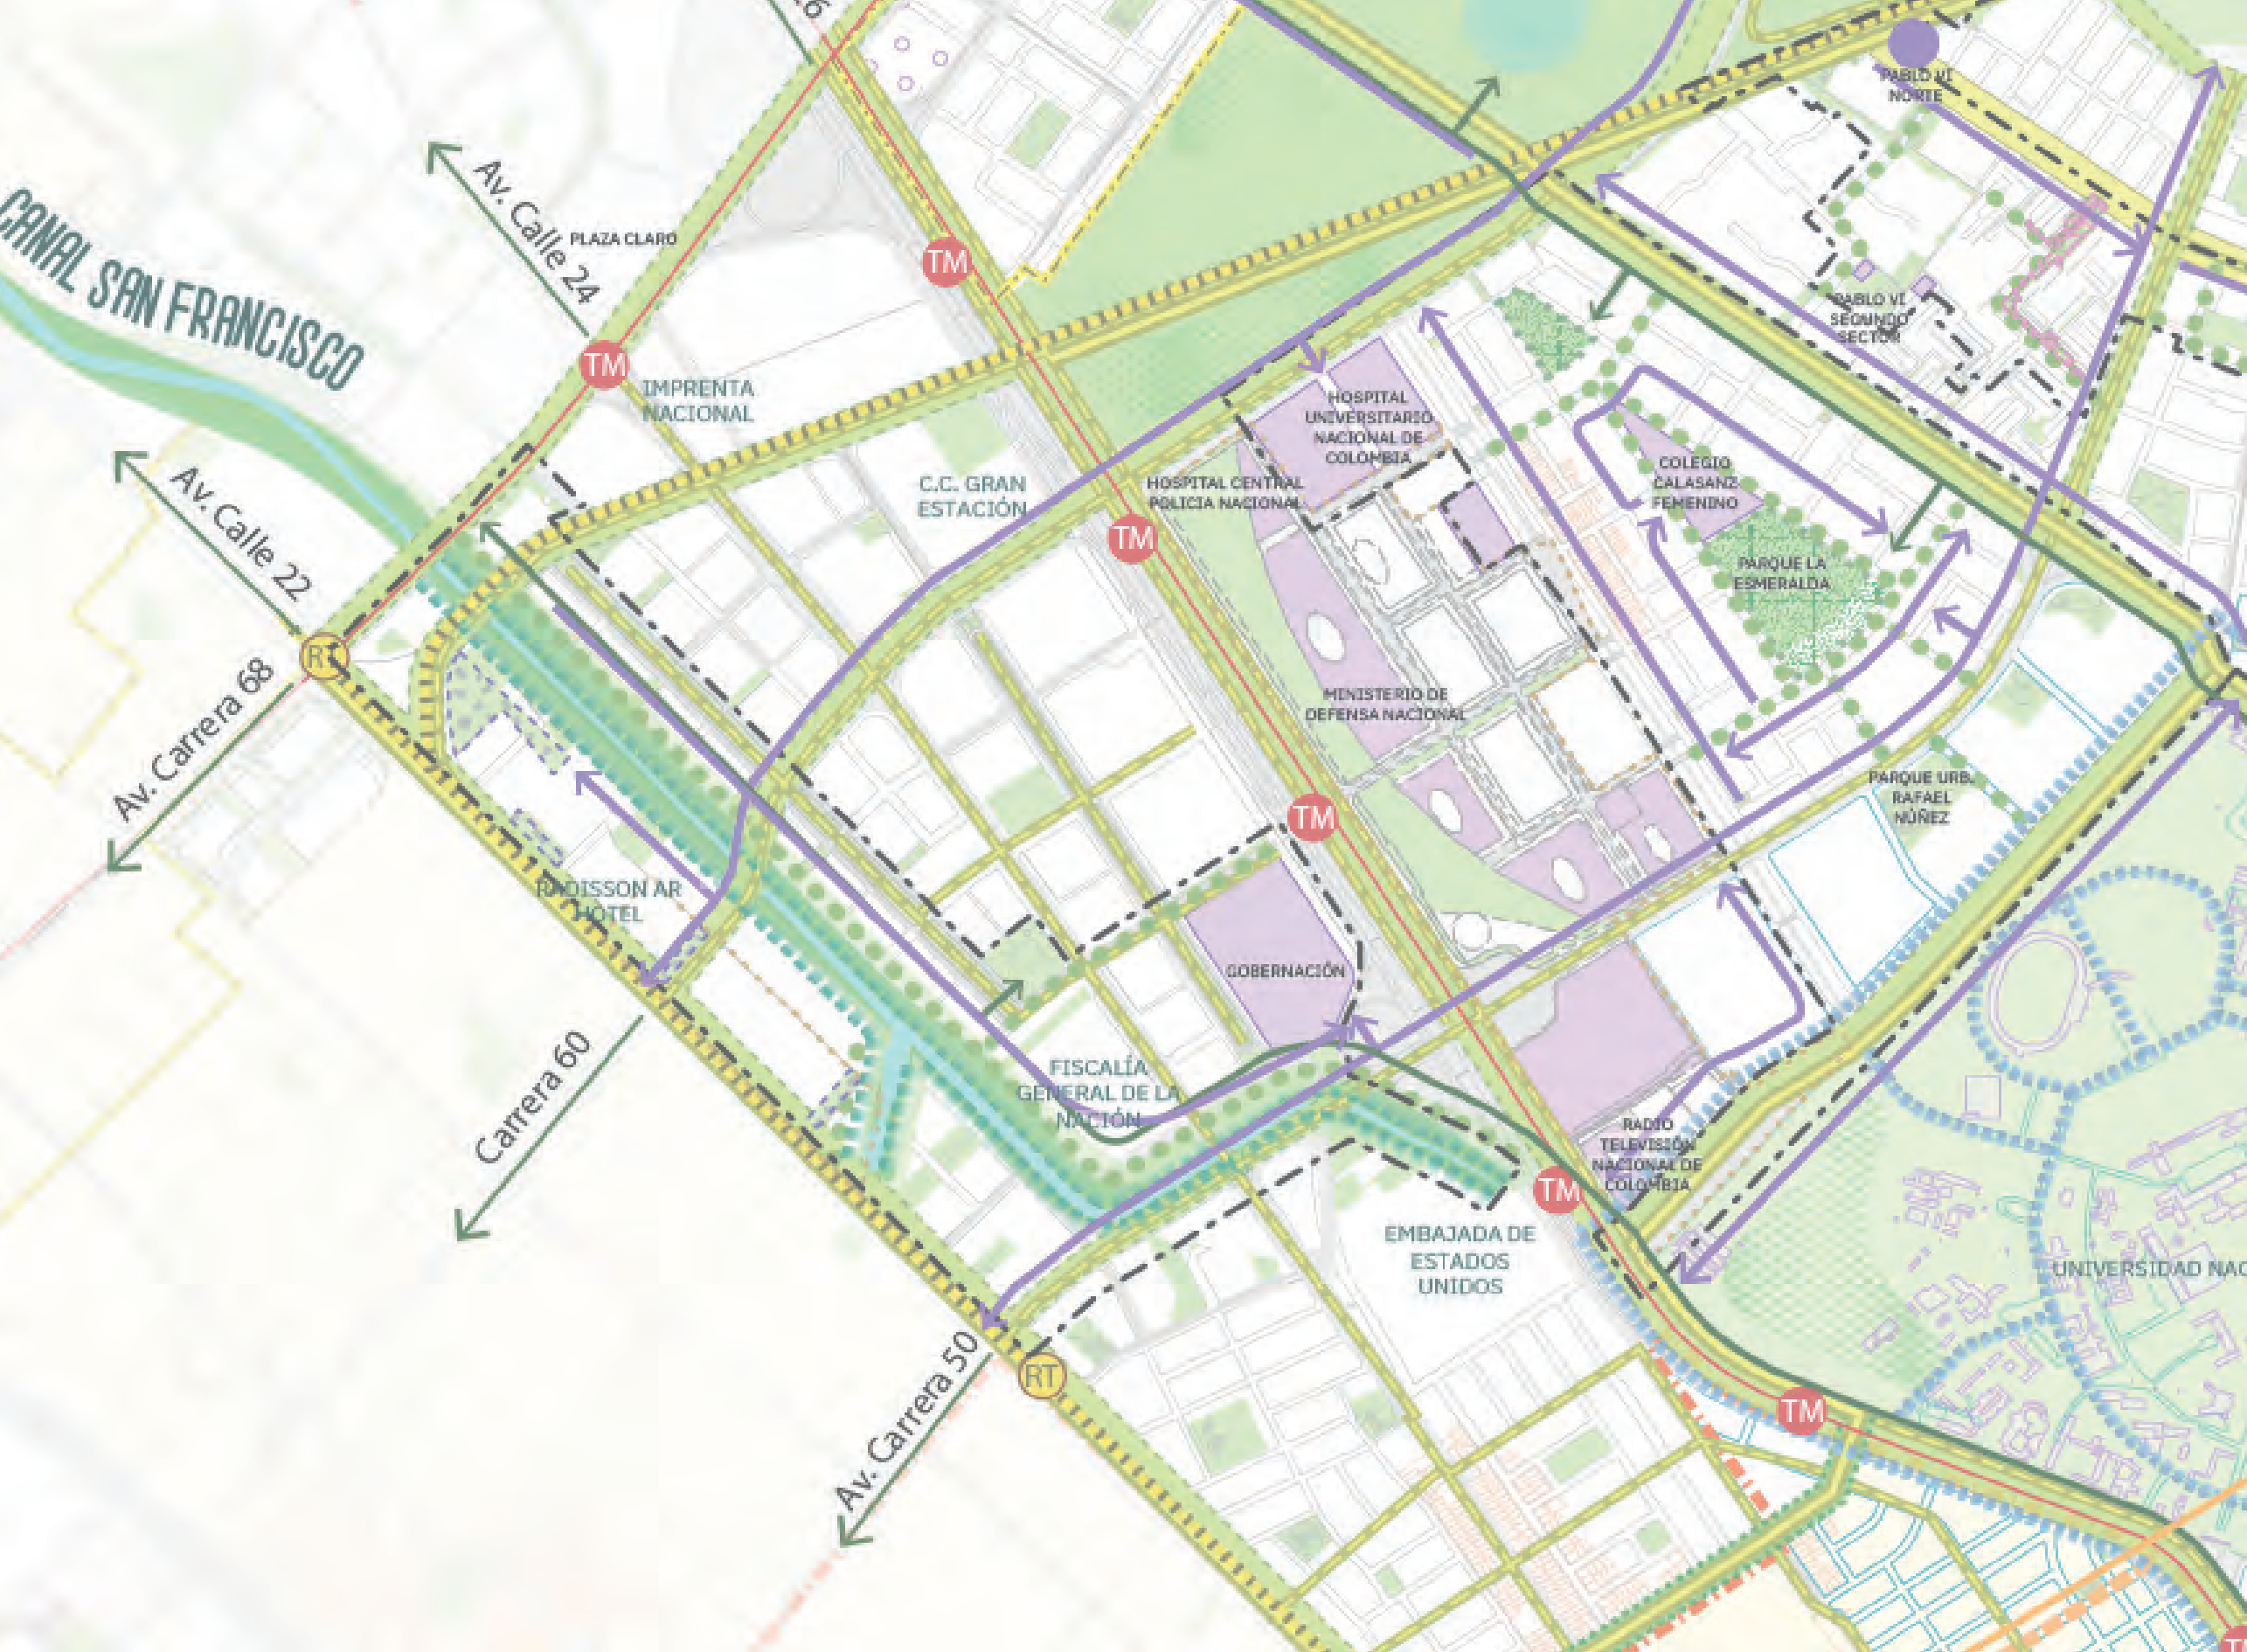 CANAL SAN FRANCISCO
Av. Calle 24
PLAZA CLARO
TM
TM
IMPRENTA
NACIONAL
Av. Calle 22
RT
Av. Carrera 68
C.C. GRAN
ESTACIÓN
TM
HOSPITAL CENTRAL
POLICIA NACIONAL
HOSPITAL
UNIVERSITARIO
NACIONAL DE
COLOMBIA
PABLO VI
NORTE
PABLO VI
SEGUNDO
SECTOR
COLEGIO
CALASANZ
FEMENINO
PARQUE LA
ESMERALDA
MINISTERIO DE
DEFENSA NACIONAL
TM
PARQUE URB.
RAFAEL
NÚÑEZ
RADISSON AR
HOTEL
GOBERNACIÓN
Carrera 60
FISCALÍA
GENERAL DE LA
NACIÓN
RADIO
TELEVISIÓN
NACIONAL DE
COLOMBIA
TM
EMBAJADA DE
ESTADOS
UNIDOS
UNIVERSIDAD NAC
Av. Carrera 50
RT
TM